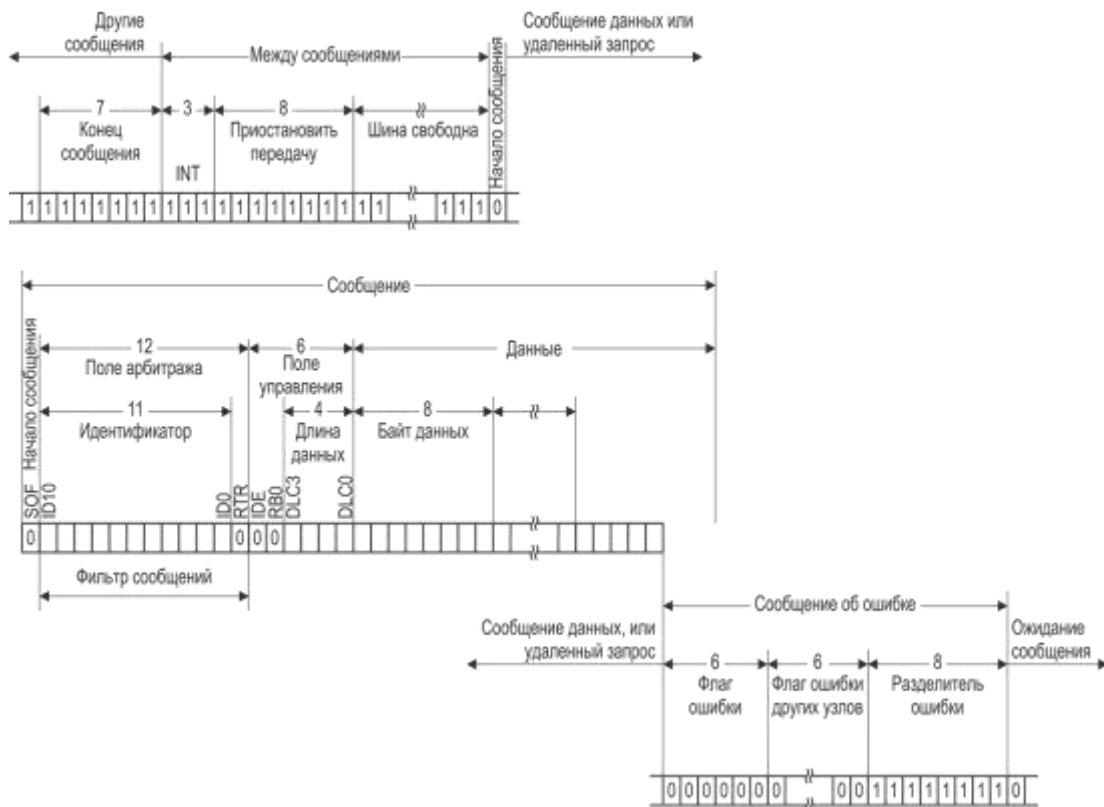 Другие
сообщения
Между сообщениями
Начало сообщения
Сообщение данных или
удаленный запрос
7
Конец
сообщения
3
INT
8
Приостановить
передачу
Шина свободна
1 1 1 1 1 1 1 1 1 1 1 1 1 1 1 1 1 1 1 1 1 1 1 1 0
Сообщение
Начало сообщения
12
Поле арбитража
6
Поле
управления
Данные
11
Идентификатор
4
Длина
данных
8
Байт данных
SOF
ID10
ID0
RTR
IDE
RB0
DLC3
DLC0
0 0 0 0
Фильтр сообщений
Сообщение об ошибке
Сообщение данных, или
удаленный запрос
Ожидание
сообщения
6
Флаг
ошибки
6
Флаг ошибки
других узлов
8
Разделитель
ошибки
0 0 0 0 0 0 0 0 0 1 1 1 1 1 1 1 1 0